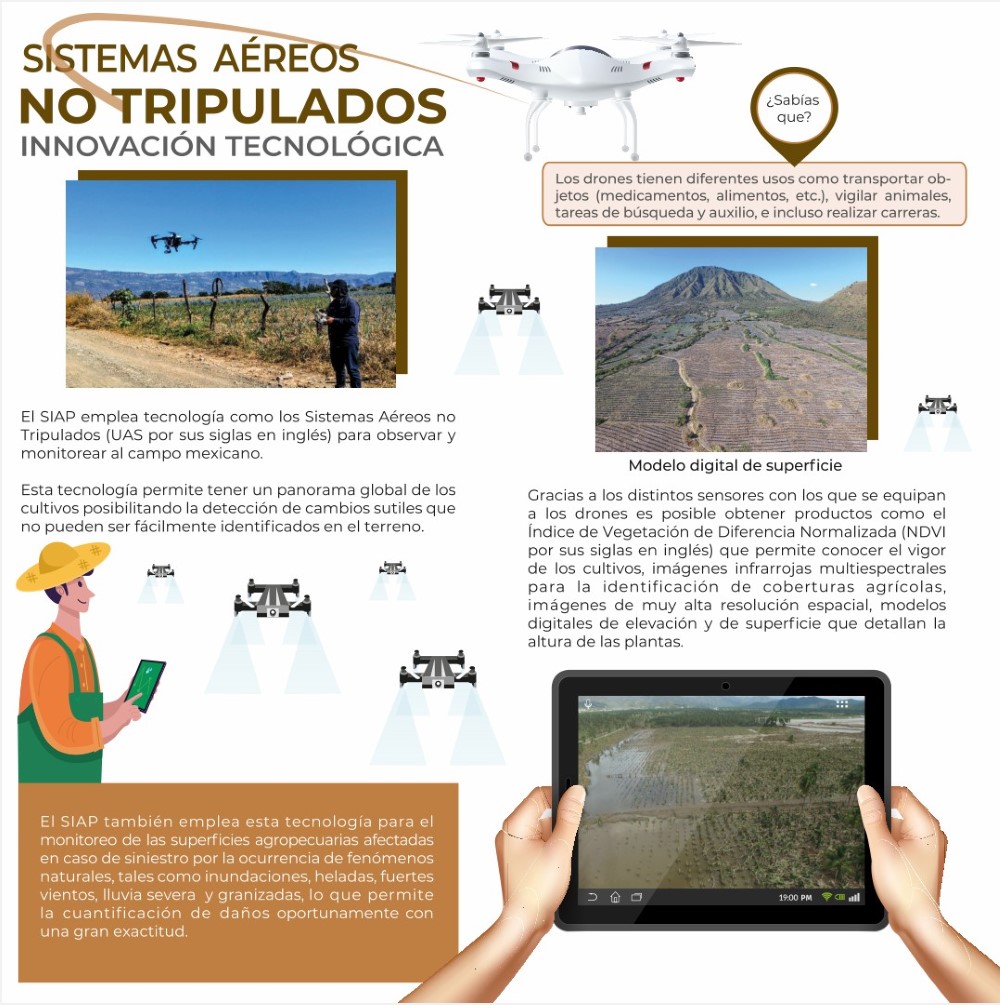 SISTEMAS AÉREOS
NO TRIPULADOS
INNOVACIÓN TECNOLÓGICA
¿Sabías
que?
Los drones tienen diferentes usos como transportar ob-
jetos (medicamentos, alimentos, etc.), vigilar animales,
tareas de búsqueda y auxilio, e incluso realizar carreras.
El SIAP emplea tecnología como los Sistemas Aéreos no
Tripulados (UAS por sus siglas en inglés) para observar y
monitorear al campo mexicano.
Esta tecnología permite tener un panorama global de los
cultivos posibilitando la detección de cambios sutiles que
no pueden ser fácilmente identificados en el terreno.
Modelo digital de superficie
Gracias a los distintos sensores con los que se equipan
a los drones es posible obtener productos como el
Índice de Vegetación de Diferencia Normalizada (NDVI
por sus siglas en inglés) que permite conocer el vigor
de los cultivos, imágenes infrarrojas multiespectrales
para la identificación de coberturas agrícolas,
imágenes de muy alta resolución espacial, modelos
digitales de elevación y de superficie que detallan la
altura de las plantas.
El SIAP también emplea esta tecnología para el
monitoreo de las superficies agropecuarias afectadas
en caso de siniestro por la ocurrencia de fenómenos
naturales, tales como inundaciones, heladas, fuertes
vientos, lluvia severa y granizadas, lo que permite
la cuantificación de daños oportunamente con
una gran exactitud.
19:00 PM